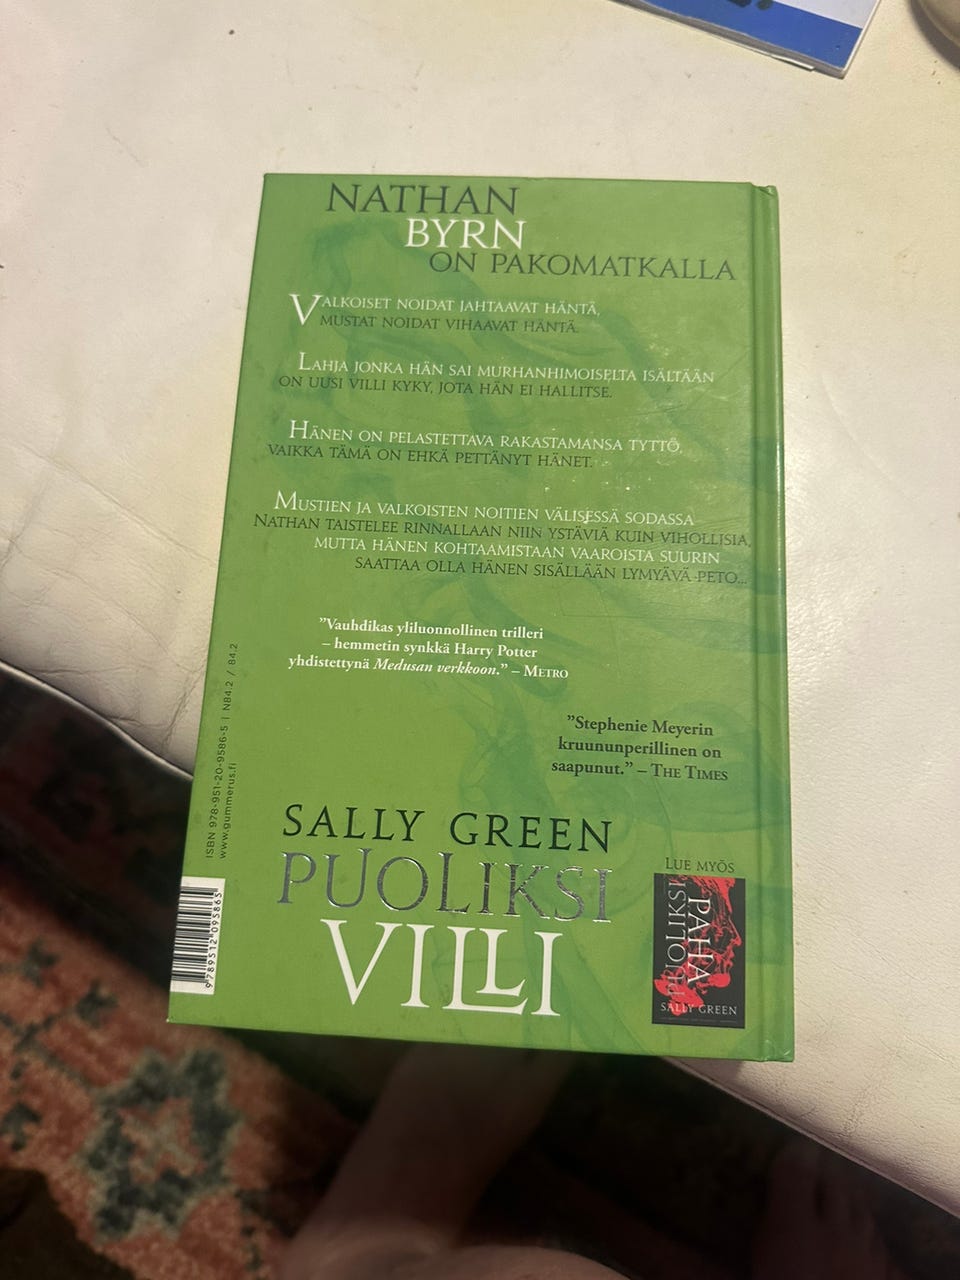 NATHAN
BYRN
ON PAKOMATKALLA
VALKOISET NOIDAT JAHTAAVAT HÄNTÄ,
MUSTAT NOIDAT VIHAAVAT HÄNTÄ.
LAHJA JONKA HÄN SAI MURHANHIMOISELTA ISÄLTÄÄN
ON UUSI VILLI KYKY, JOTA HÄN EI HALLITSE.
HÄNEN ON PELASTETTAVA RAKASTAMANSA TYTTÖ,
VAIKKA TÄMÄ ON EHKÄ PETTÄNYT HÄNET.
MUSTIEN JA VALKOISTEN NOITIEN VÄLISESSÄ SODASSA
NATHAN TAISTELEE RINNALLAAN NIIN YSTÄVIÄ KUIN VIHOLLISIA,
MUTTA HÄNEN KOHTAAMISTAAN VAAROISTA SUURIN
SAATTAA OLLA HÄNEN SISÄLLÄÄN LYMYÄVÄ PETO...
”Vauhdikas yliluonnollinen trilleri
– hemmetin synkkä Harry Potter
yhdistettynä Medusan verkkoon.” – METRO
”Stephenie Meyerin
kruununperillinen on
saapunut.” – THE TIMES
ISBN 978-951-20-9586-5 | N84.2 / 84.2
www.gummerus.fi
9789512095865
SALLY GREEN
PUOLIKSI
VILLI
LUE MYÖS
PUOLIKSI
PAHA
SALLY GREEN